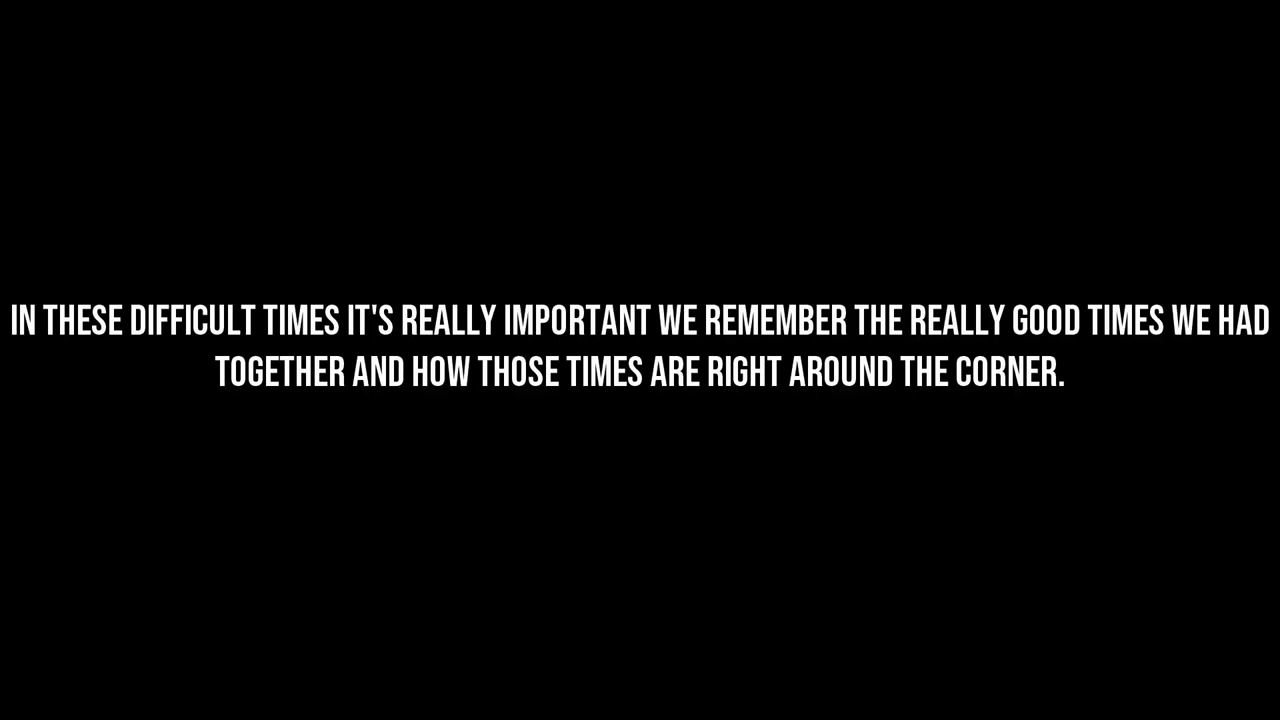 IN THESE DIFFICULT TIMES IT'S REALLY IMPORTANT WE REMEMBER THE REALLY GOOD TIMES WE HAD
TOGETHER AND HOW THOSE TIMES ARE RIGHT AROUND THE CORNER.